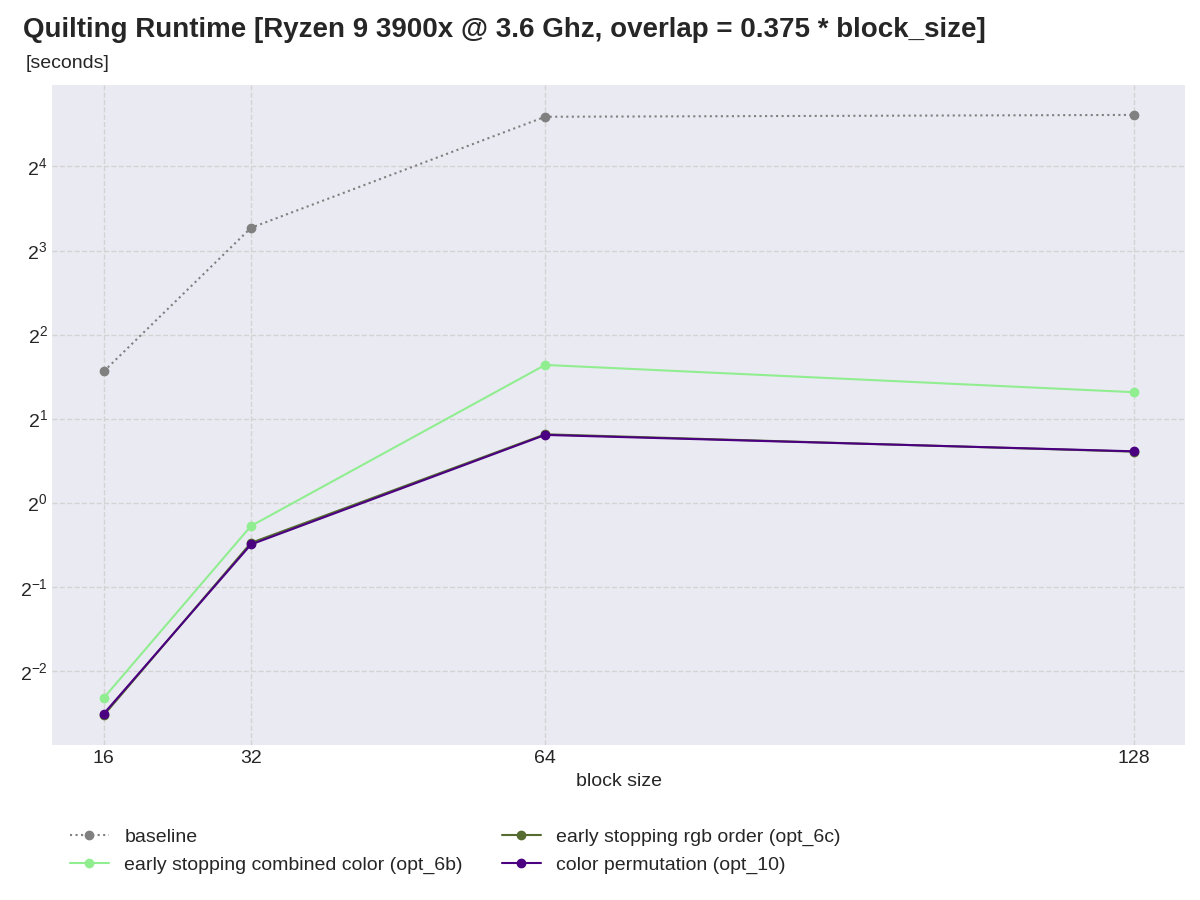 Quilting Runtime [Ryzen 9 3900x @ 3.6 Ghz, overlap = 0.375 * block_size]
[seconds]
2⁴
2³
2²
2¹
2⁰
2⁻¹
2⁻²
16 32 64 128
block size
baseline early stopping rgb order (opt_6c)
early stopping combined color (opt_6b) color permutation (opt_10)